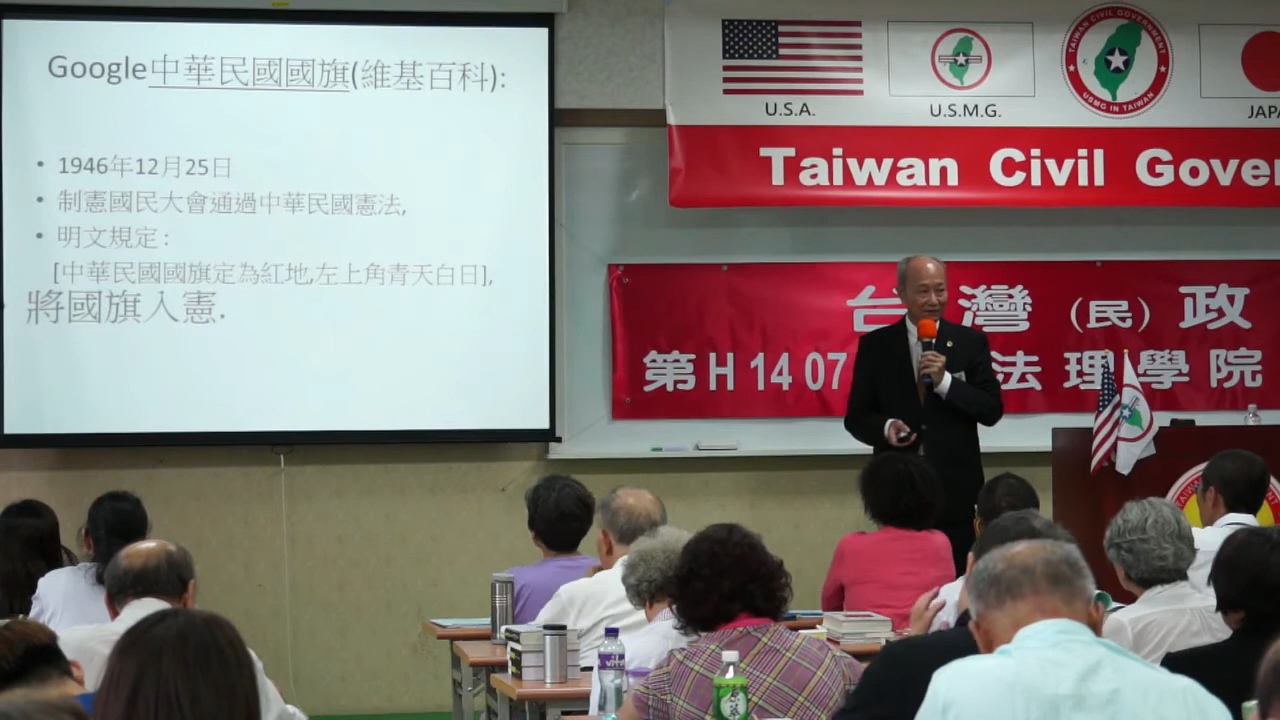 Google中華民國國旗(維基百科):
• 1946年12月25日
• 制憲國民大會通過中華民國憲法,
• 明文規定:
[中華民國國旗定為紅地,左上角青天白日],
將國旗入憲.
U.S.A.
U.S.M.G.
TAIWAN CIVIL GOVERNMENT
USMG IN TAIWAN
JAPA
Taiwan Civil Gover
台灣(民)政
第H 14 07 法理學院